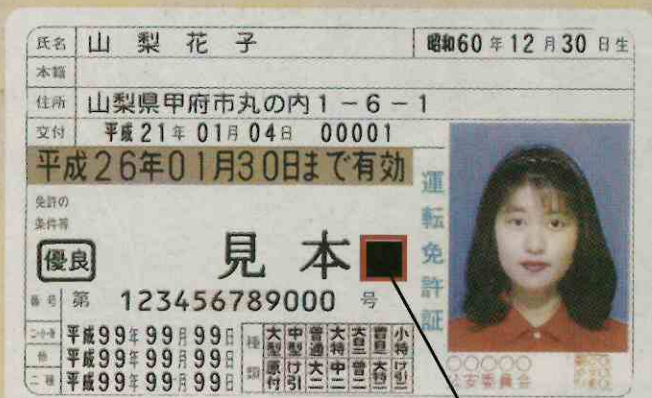 氏名 山梨花子 昭和60年12月30日生
本籍
住所 山梨県甲府市丸の内1-6-1
交付 平成21年01月04日 00001
平成26年01月30日まで有効
免許の
条件等
優良
見本
番号 第 123456789000 号
二・小・原 平成99年99月99日
他 平成99年99月99日
二種 平成99年99月99日
種類
大型 中型 普通 大特 大自二 普自二 小特
原付 け引 大二 中二 普二 大特二 け引二
運転免許証
○○○○○
公安委員会